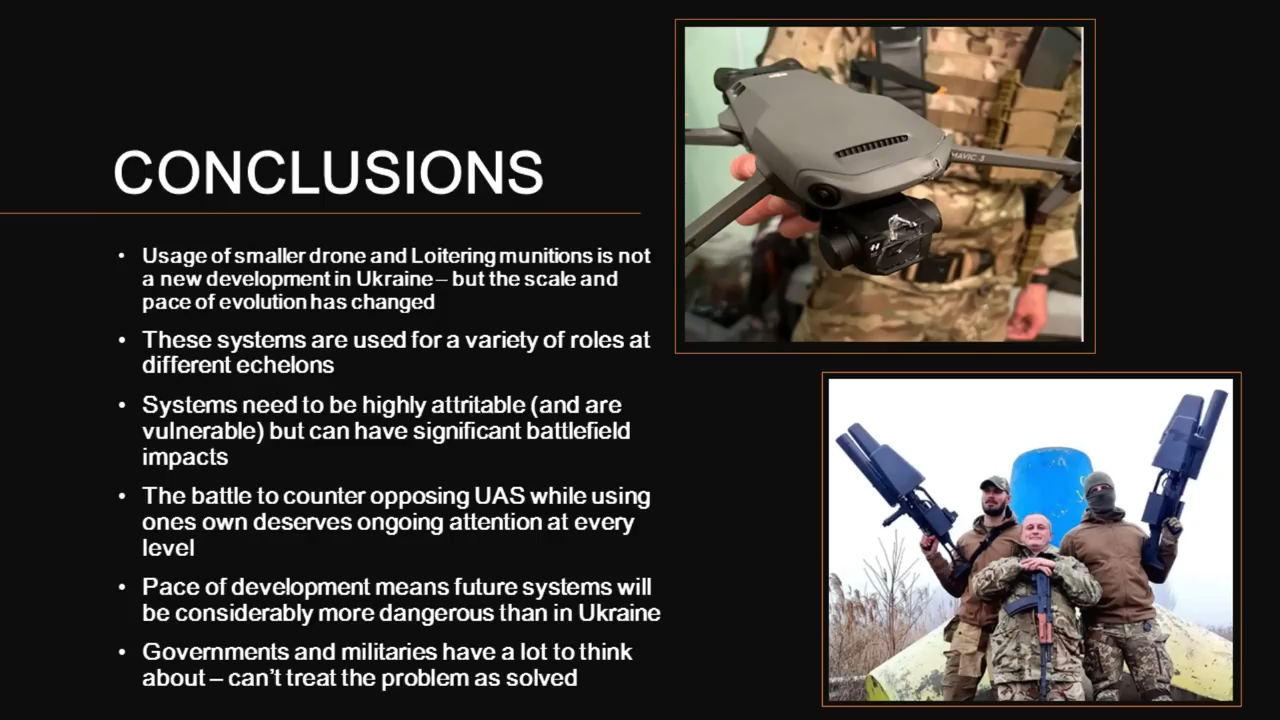 CONCLUSIONS
• Usage of smaller drone and Loitering munitions is not
a new development in Ukraine – but the scale and
pace of evolution has changed
• These systems are used for a variety of roles at
different echelons
• Systems need to be highly attritable (and are
vulnerable) but can have significant battlefield
impacts
• The battle to counter opposing UAS while using
ones own deserves ongoing attention at every
level
• Pace of development means future systems will
be considerably more dangerous than in Ukraine
• Governments and militaries have a lot to think
about – can’t treat the problem as solved
MAVIC 3